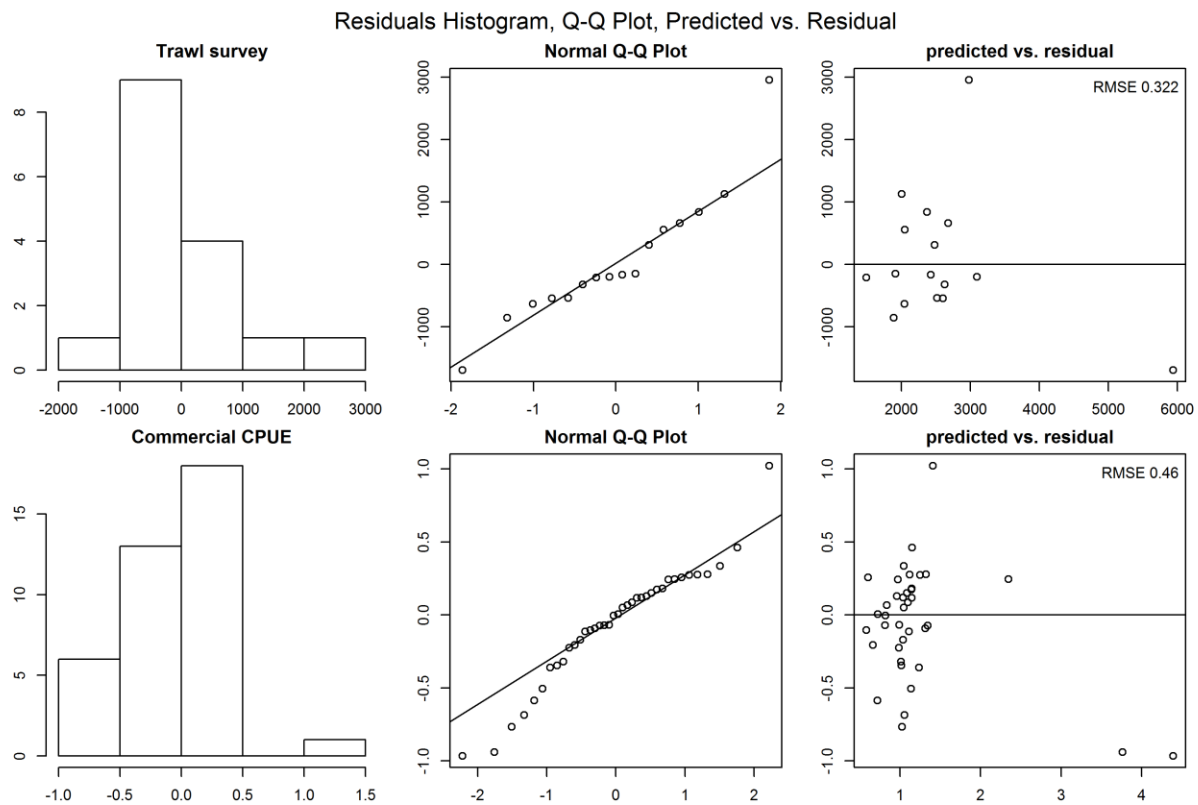 Residuals Histogram, Q-Q Plot, Predicted vs. Residual
Trawl survey
0 2 4 6 8
-2000 -1000 0 1000 2000 3000
Normal Q-Q Plot
-1000 0 1000 2000 3000
-2 -1 0 1 2
predicted vs. residual
RMSE 0.322
-1000 0 1000 2000 3000
2000 3000 4000 5000 6000
Commercial CPUE
0 5 10 15
-1.0 -0.5 0.0 0.5 1.0 1.5
Normal Q-Q Plot
-1.0 -0.5 0.0 0.5 1.0
-2 -1 0 1 2
predicted vs. residual
RMSE 0.46
-1.0 -0.5 0.0 0.5 1.0
1 2 3 4